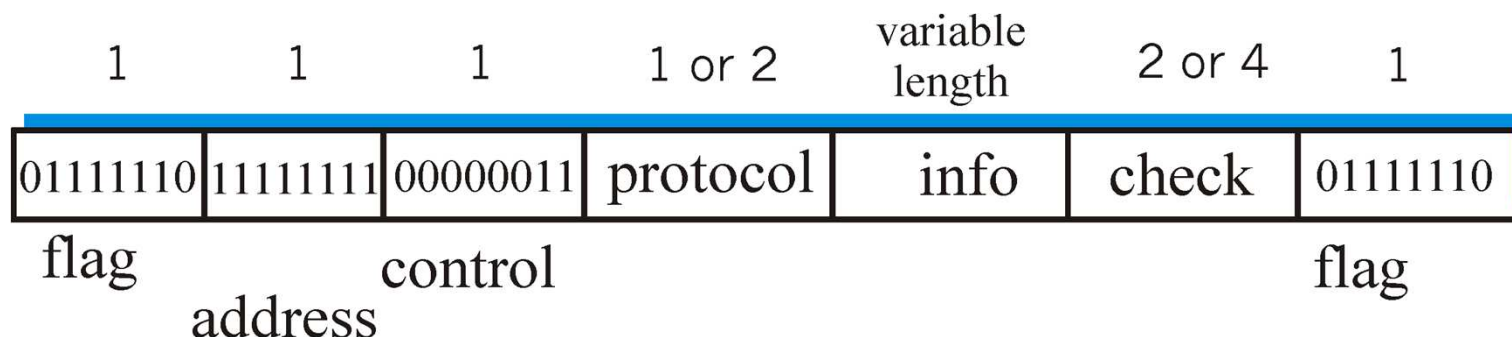 1 1 1 1 or 2 variable length 2 or 4 1
01111110 11111111 00000011 protocol info check 01111110
flag control flag
address